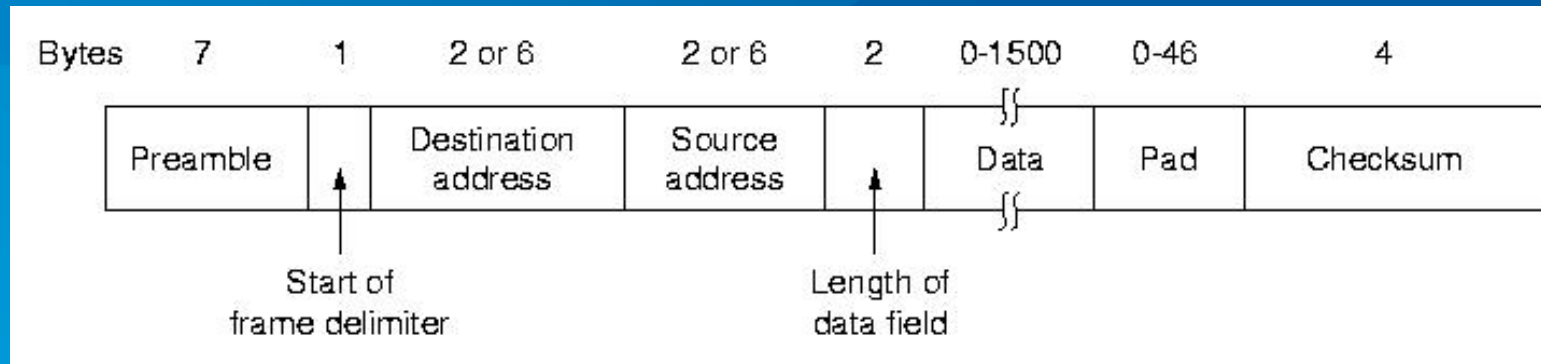 Bytes 7 1 2 or 6 2 or 6 2 0-1500 0-46 4
Preamble
Destination
address
Source
address
Data
Pad
Checksum
Start of
frame delimiter
Length of
data field